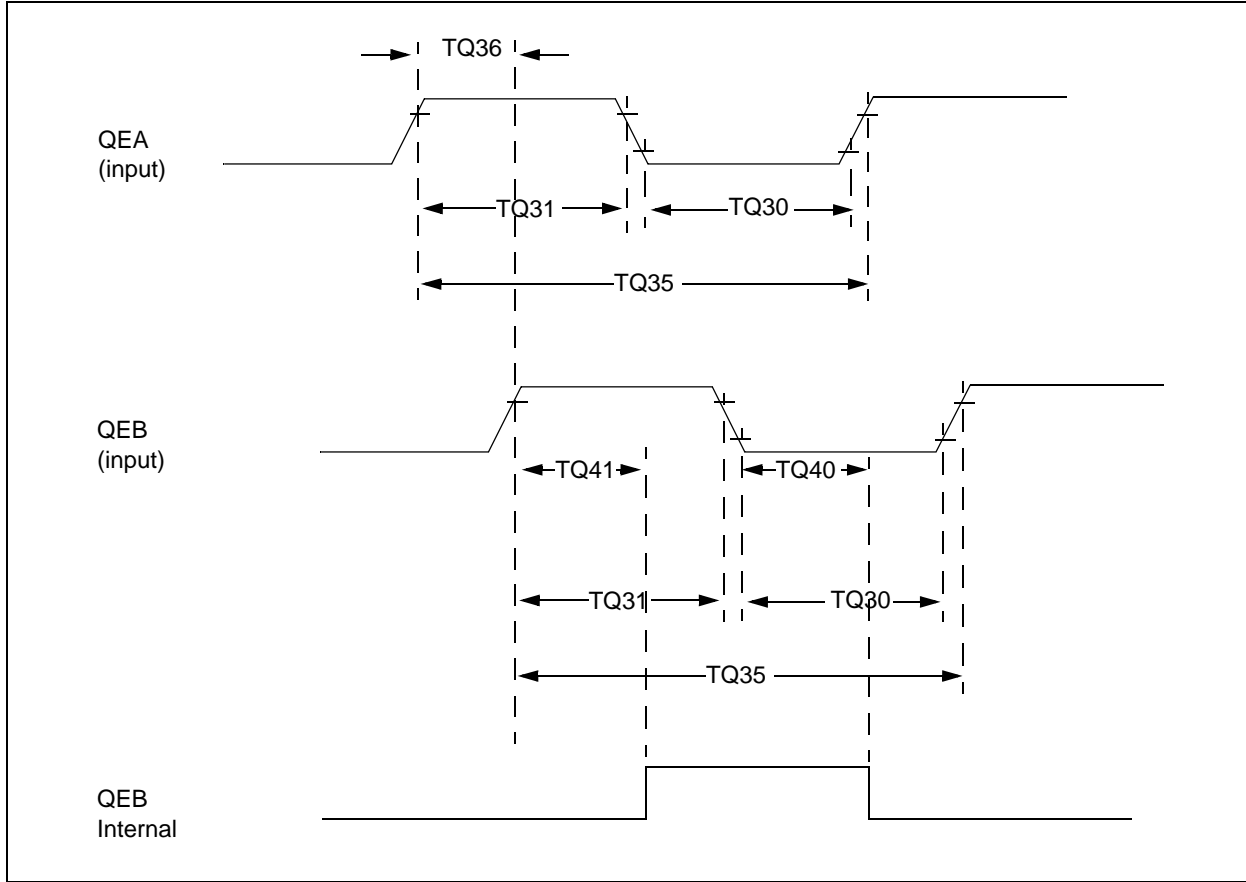 TQ36
QEA
(input)
TQ31
TQ30
TQ35
QEB
(input)
TQ41
TQ40
TQ31
TQ30
TQ35
QEB
Internal